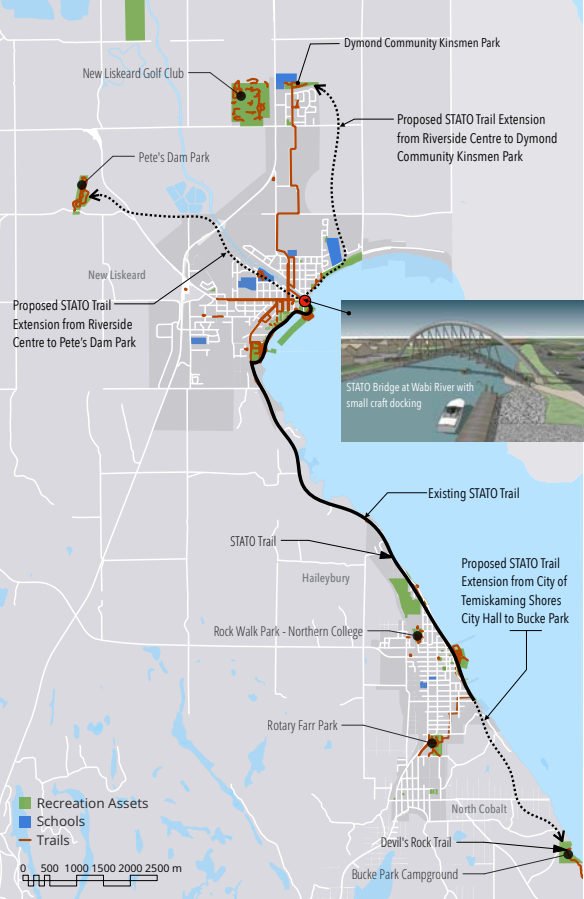 Dymond Community Kinsmen Park
New Liskeard Golf Club
Proposed STATO Trail Extension
from Riverside Centre to Dymond
Community Kinsmen Park
Pete's Dam Park
New Liskeard
Proposed STATO Trail
Extension from Riverside
Centre to Pete's Dam Park
STATO Bridge at Wabi River with
small craft docking
Existing STATO Trail
STATO Trail
Haileybury
Proposed STATO Trail
Extension from City of
Temiskaming Shores
City Hall to Bucke Park
Rock Walk Park - Northern College
Rotary Farr Park
Recreation Assets
Schools
Trails
North Cobalt
Devil's Rock Trail
0 500 1000 1500 2000 2500 m
Bucke Park Campground